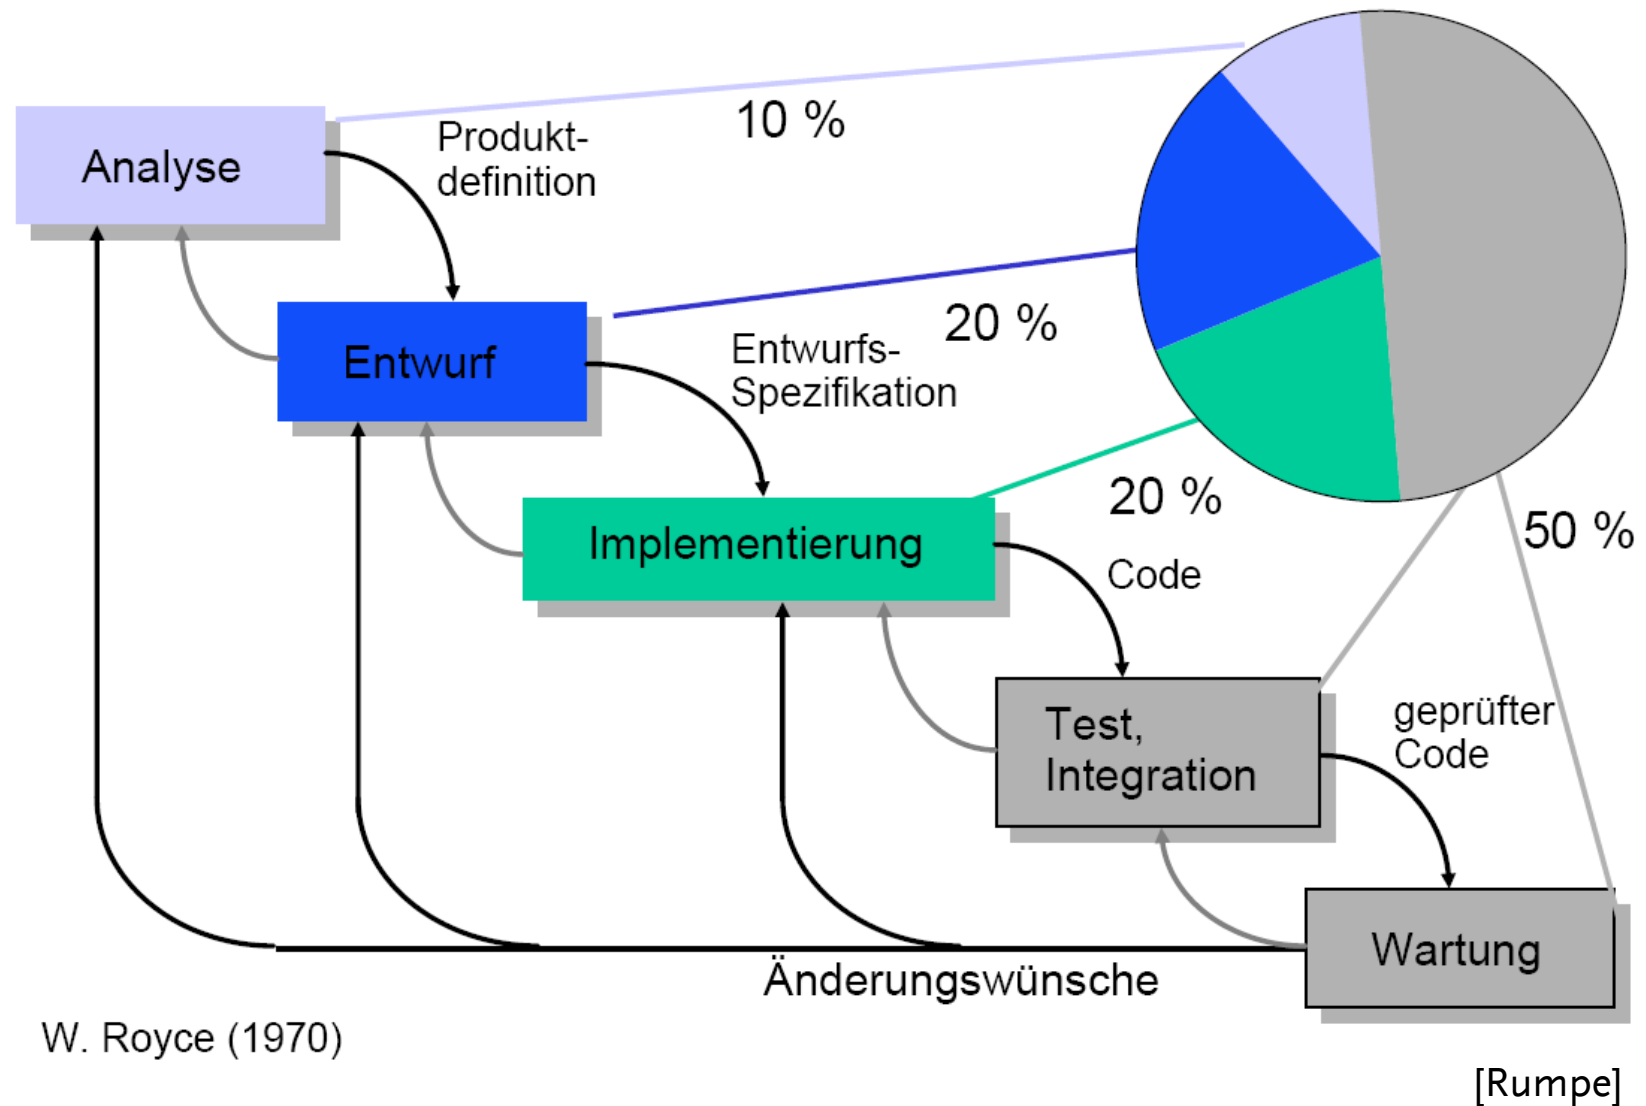 10 %
Produkt-
definition
Analyse
20 %
Entwurfs-
Spezifikation
Entwurf
20 %
50 %
Implementierung
Code
geprüfter
Code
Test,
Integration
Wartung
Änderungswünsche
W. Royce (1970)
[Rumpe]